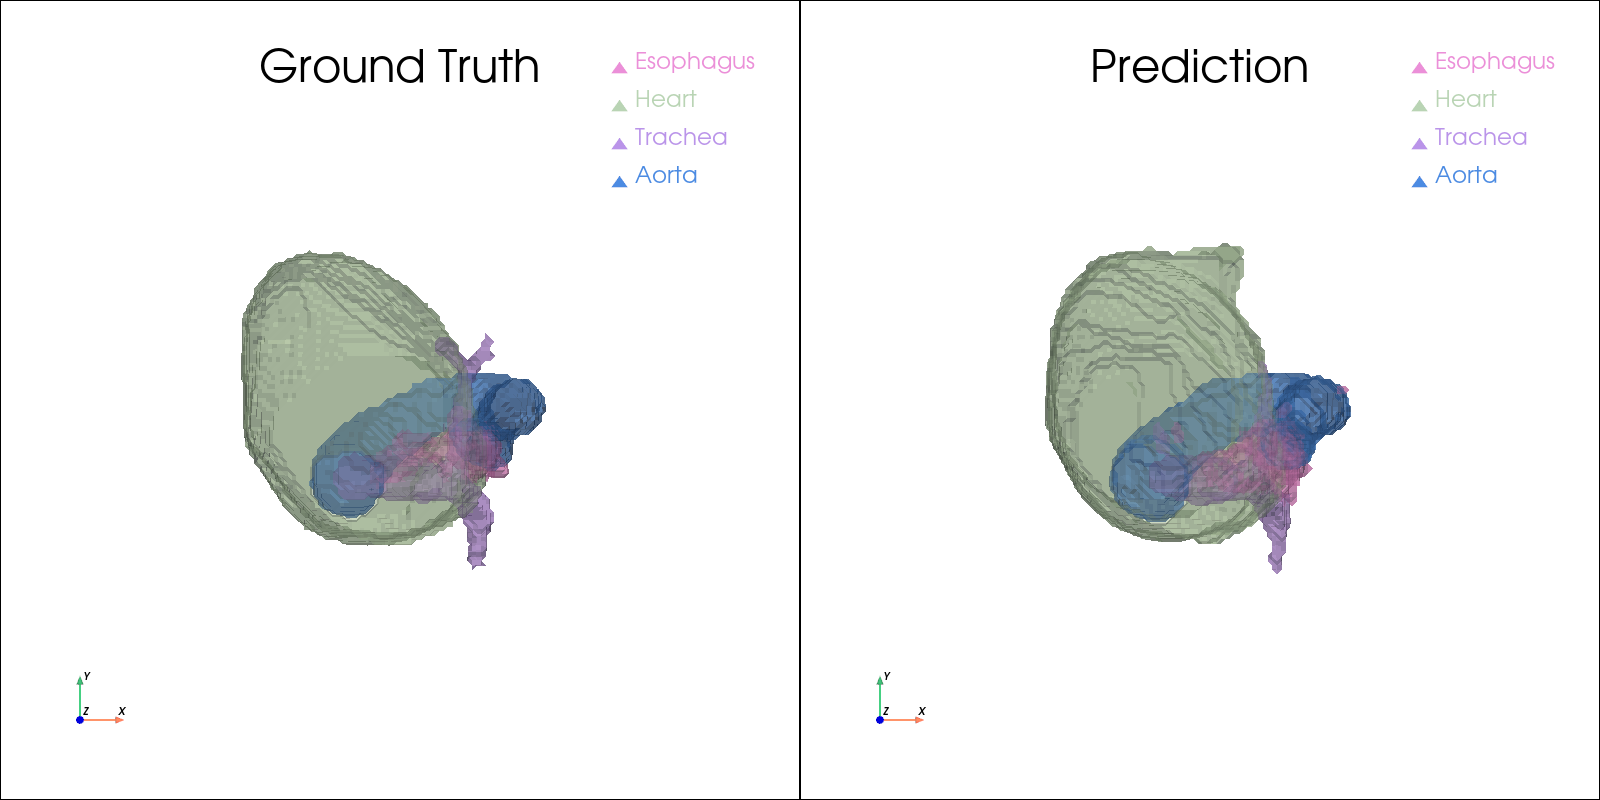 Ground Truth
Esophagus
Heart
Trachea
Aorta
Y
Z
X
Prediction
Esophagus
Heart
Trachea
Aorta
Y
Z
X